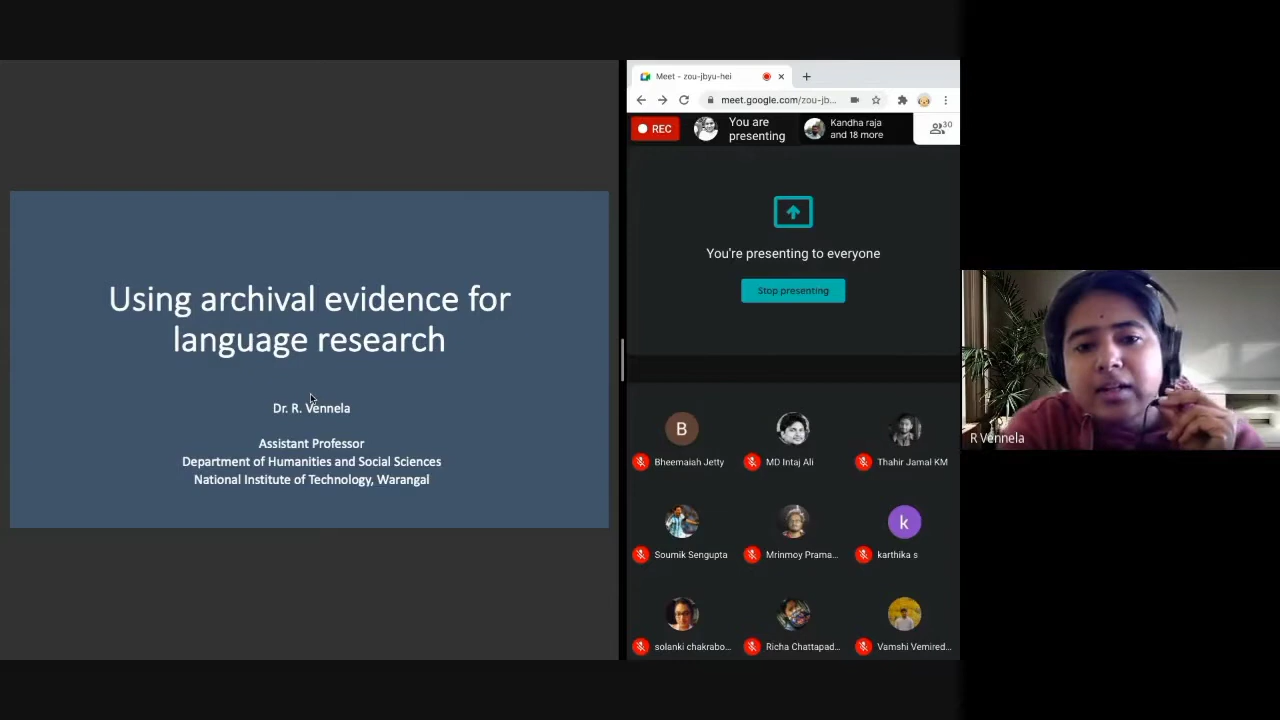 Using archival evidence for
language research
Dr. R. Vennela
Assistant Professor
Department of Humanities and Social Sciences
National Institute of Technology, Warangal
Meet - zou-jbyu-hei
meet.google.com/zou-jb...
REC
You are
presenting
Kandha raja
and 18 more
30
You're presenting to everyone
Stop presenting
B
Bheemaiah Jetty
MD Intaj Ali
Thahir Jamal KM
k
Soumik Sengupta
Mrinmoy Prama...
karthika s
solanki chakrabo...
Richa Chattapad...
Vamshi Vemired...
R Vennela